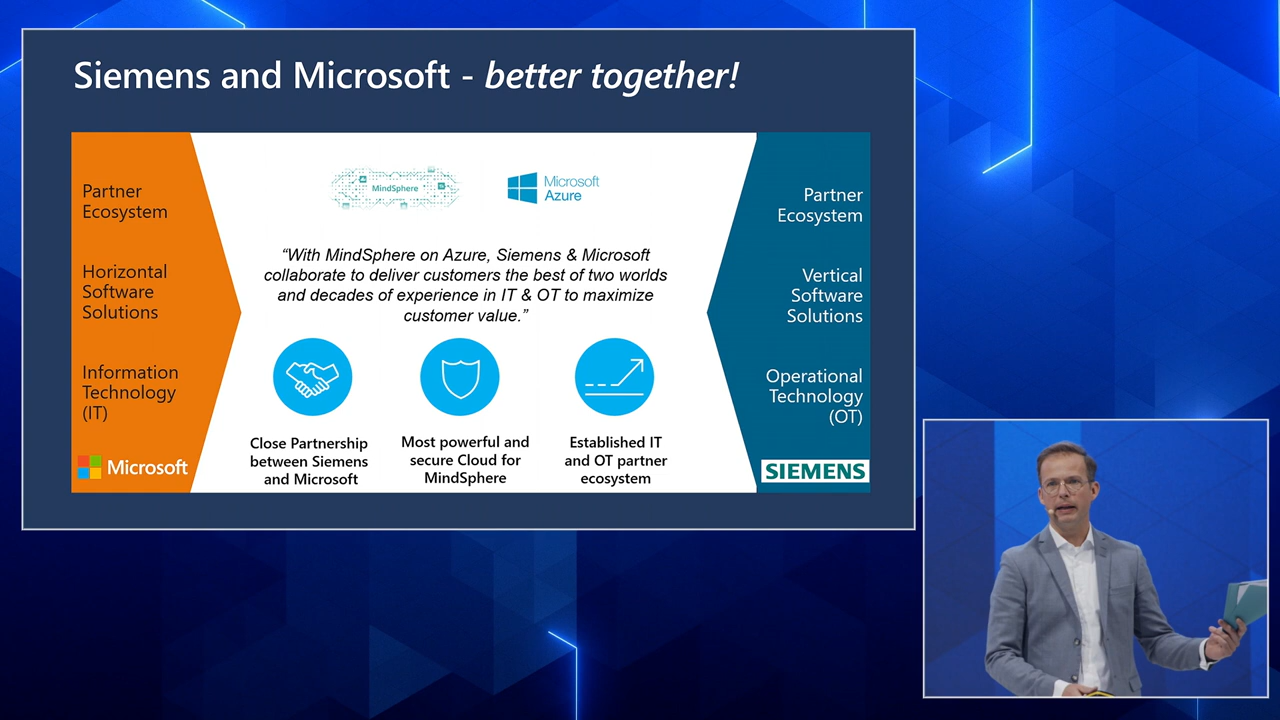 Siemens and Microsoft - better together!
Partner
Ecosystem
Horizontal
Software
Solutions
Information
Technology
(IT)
Microsoft
MindSphere
Microsoft
Azure
“With MindSphere on Azure, Siemens & Microsoft
collaborate to deliver customers the best of two worlds
and decades of experience in IT & OT to maximize
customer value.”
Close Partnership
between Siemens
and Microsoft
Most powerful and
secure Cloud for
MindSphere
Established IT
and OT partner
ecosystem
Partner
Ecosystem
Vertical
Software
Solutions
Operational
Technology
(OT)
SIEMENS